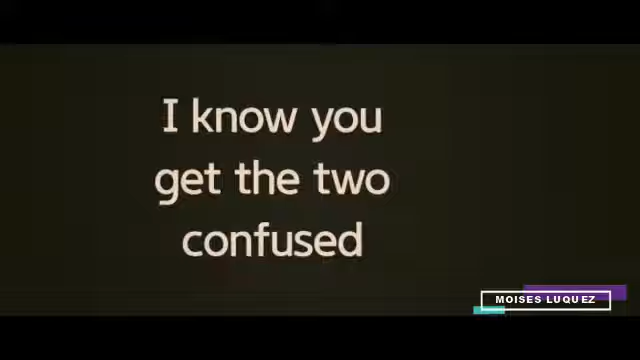 I know you
get the two
confused
MOISES LUQUEZ